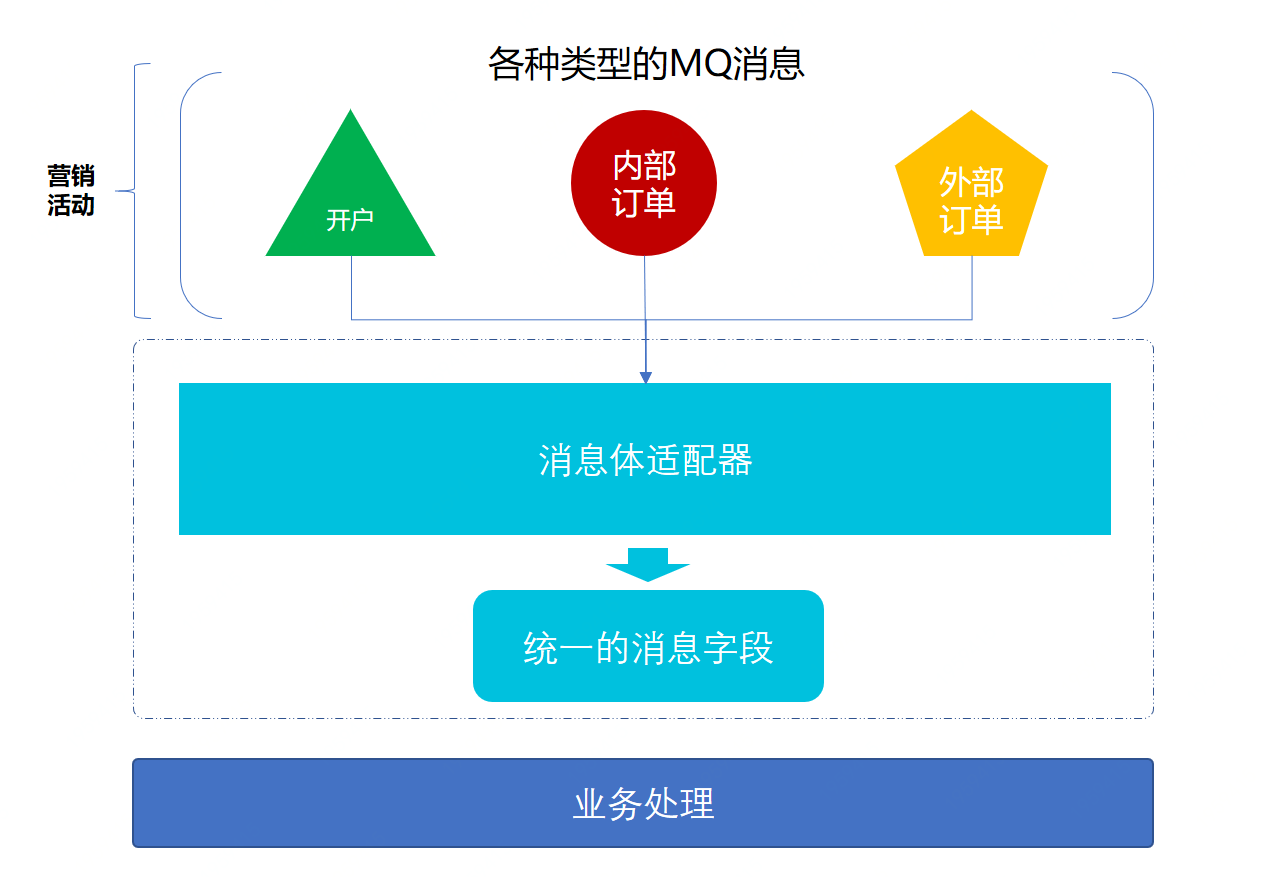 各种类型的MQ消息
营销
活动
开户
内部
订单
外部
订单
消息体适配器
统一的消息字段
业务处理